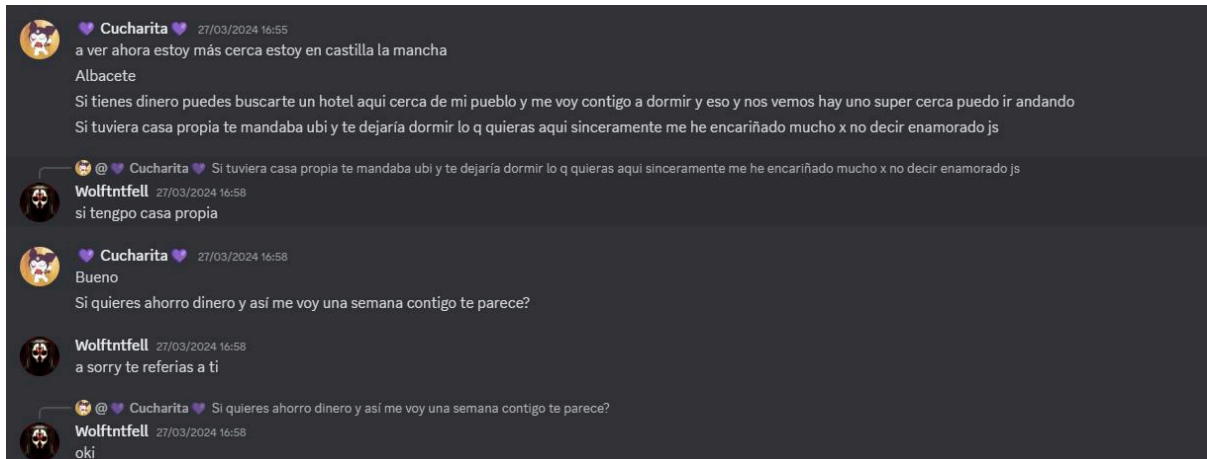 💜 Cucharita 💜 27/03/2024 16:55
a ver ahora estoy más cerca estoy en castilla la mancha
Albacete
Si tienes dinero puedes buscarte un hotel aqui cerca de mi pueblo y me voy contigo a dormir y eso y nos vemos hay uno super cerca puedo ir andando
Si tuviera casa propia te mandaba ubi y te dejaría dormir lo q quieras aqui sinceramente me he encariñado mucho x no decir enamorado js
@ 💜 Cucharita 💜 Si tuviera casa propia te mandaba ubi y te dejaría dormir lo q quieras aqui sinceramente me he encariñado mucho x no decir enamorado js
Wolftntfell 27/03/2024 16:58
si tengpo casa propia
💜 Cucharita 💜 27/03/2024 16:58
Bueno
Si quieres ahorro dinero y así me voy una semana contigo te parece?
Wolftntfell 27/03/2024 16:58
a sorry te referias a ti
@ 💜 Cucharita 💜 Si quieres ahorro dinero y así me voy una semana contigo te parece?
Wolftntfell 27/03/2024 16:58
oki